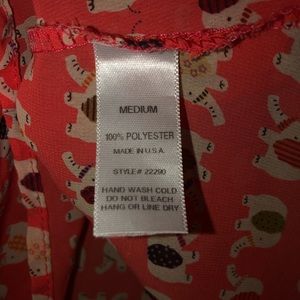 MEDIUM
100% POLYESTER
MADE IN U.S.A.
STYLE# 22290
HAND WASH COLD
DO NOT BLEACH
HANG OR LINE DRY